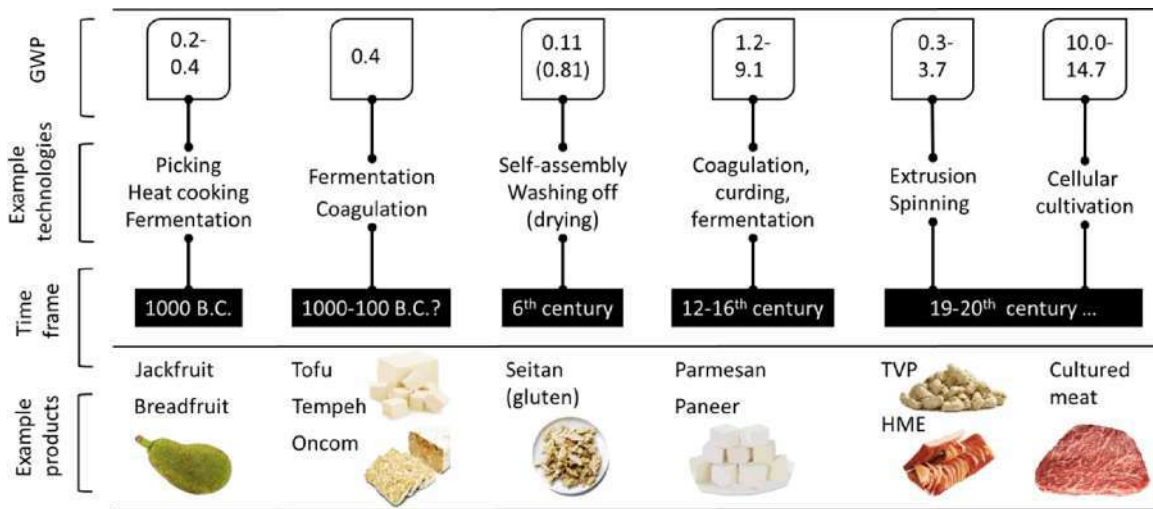 GWP
0.2-
0.4
0.4
0.11
(0.81)
1.2-
9.1
0.3-
3.7
10.0-
14.7
Example
technologies
Picking
Heat cooking
Fermentation
Fermentation
Coagulation
Self-assembly
Washing off
(drying)
Coagulation,
curding,
fermentation
Extrusion
Spinning
Cellular
cultivation
Time
frame
1000 B.C.
1000-100 B.C.?
6th century
12-16th century
19-20th century ...
Example
products
Jackfruit
Breadfruit
Tofu
Tempeh
Oncom
Seitan
(gluten)
Parmesan
Paneer
TVP
HME
Cultured
meat